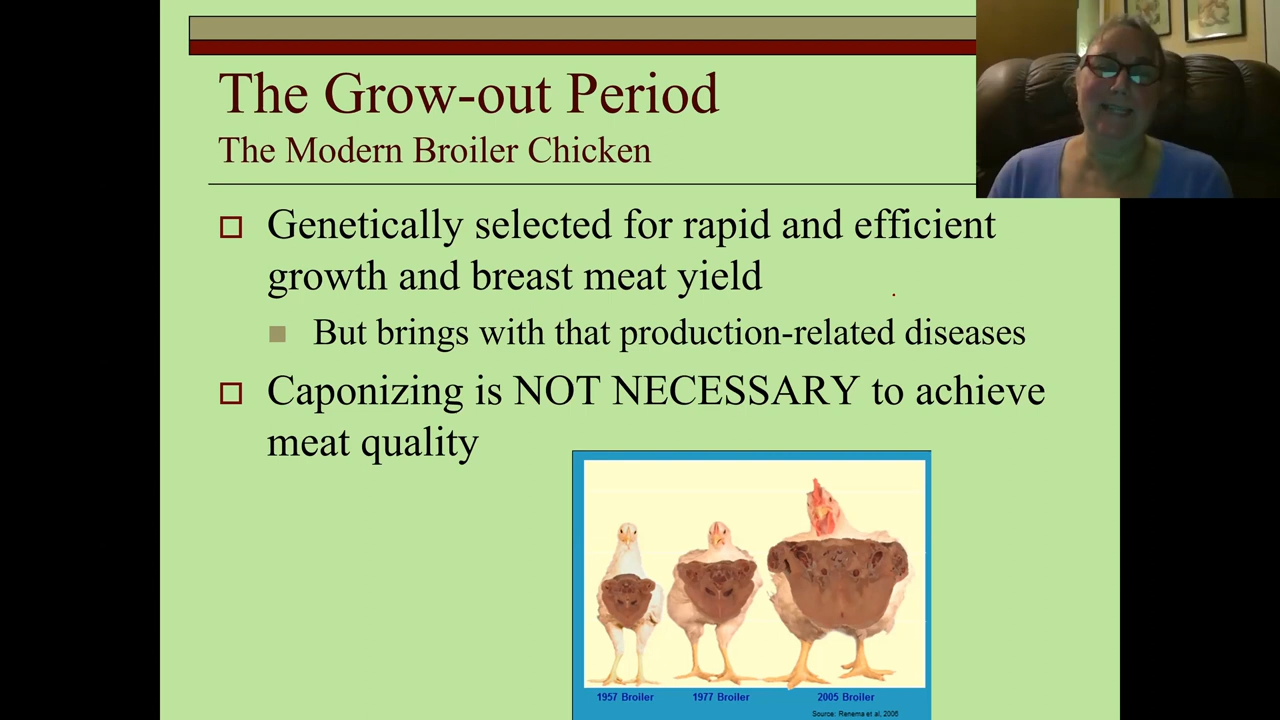 The Grow-out Period
The Modern Broiler Chicken
Genetically selected for rapid and efficient
growth and breast meat yield
But brings with that production-related diseases
Caponizing is NOT NECESSARY to achieve
meat quality
1957 Broiler 1977 Broiler 2005 Broiler
Source: Renema et al, 2006